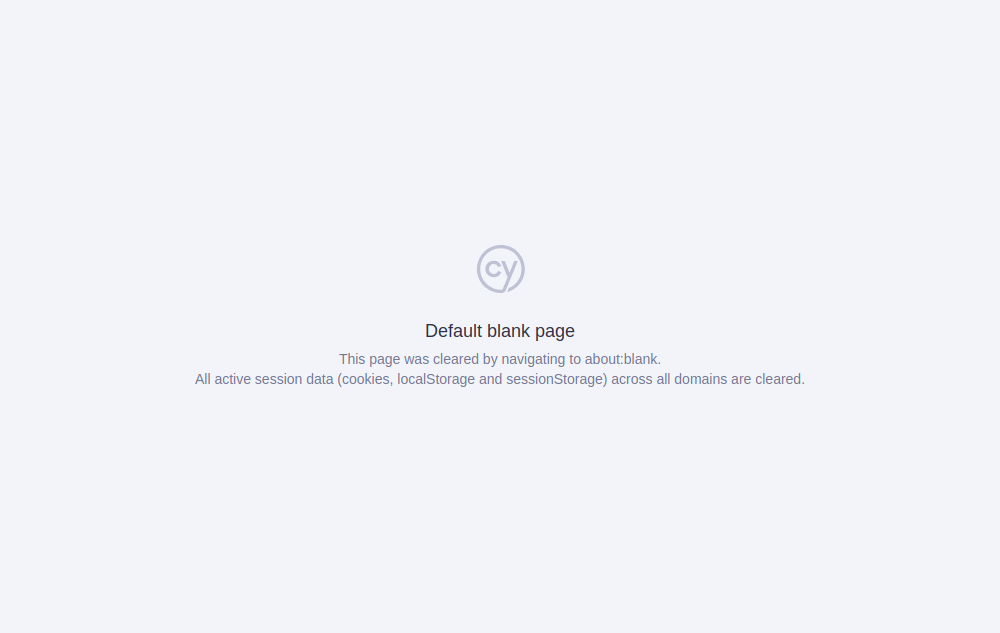 cy
Default blank page
This page was cleared by navigating to about:blank.
All active session data (cookies, localStorage and sessionStorage) across all domains are cleared.